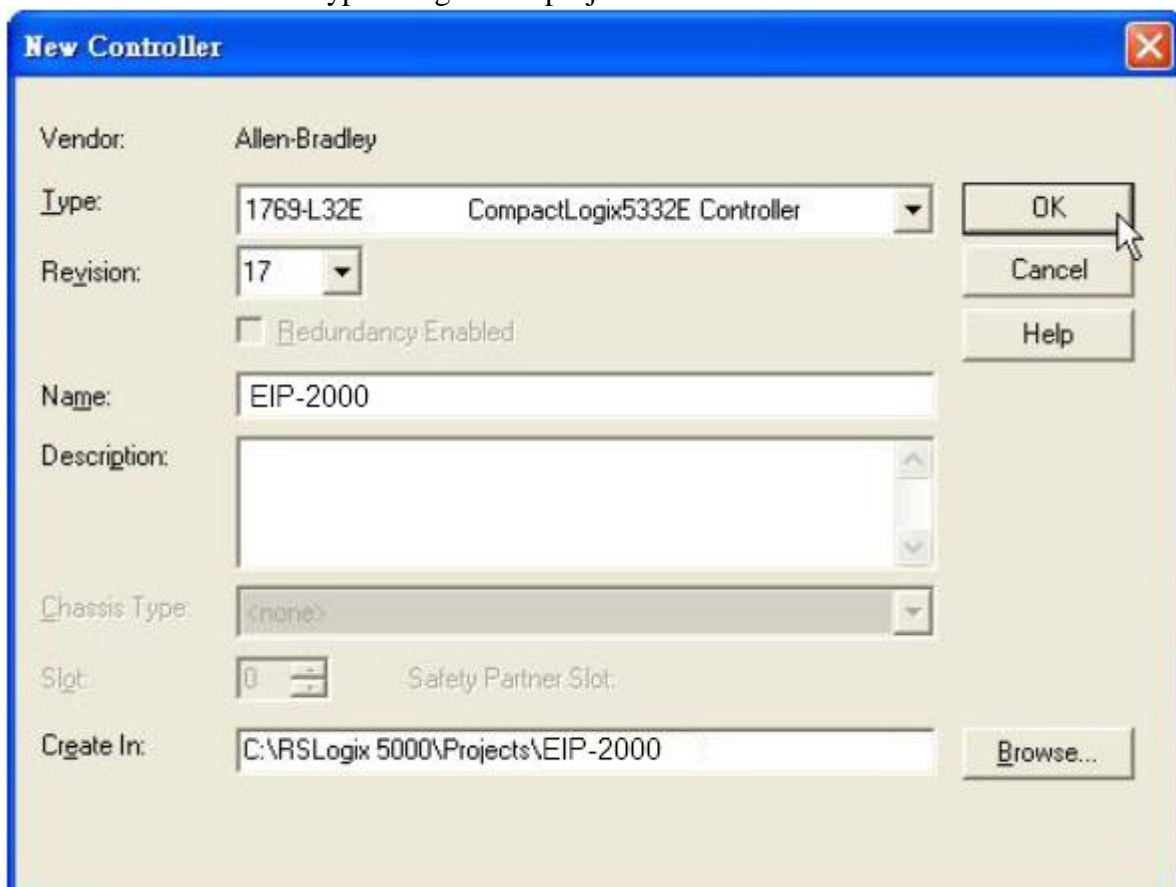 New Controller
Vendor: Allen-Bradley
Type: 1769-L32E CompactLogix5332E Controller OK
Revision: 17 Cancel
Redundancy Enabled Help
Name: EIP-2000
Description:
Chassis Type: <none>
Slot: 0 Safety Partner Slot:
Create In: C:\RSLogix 5000\Projects\EIP-2000 Browse...